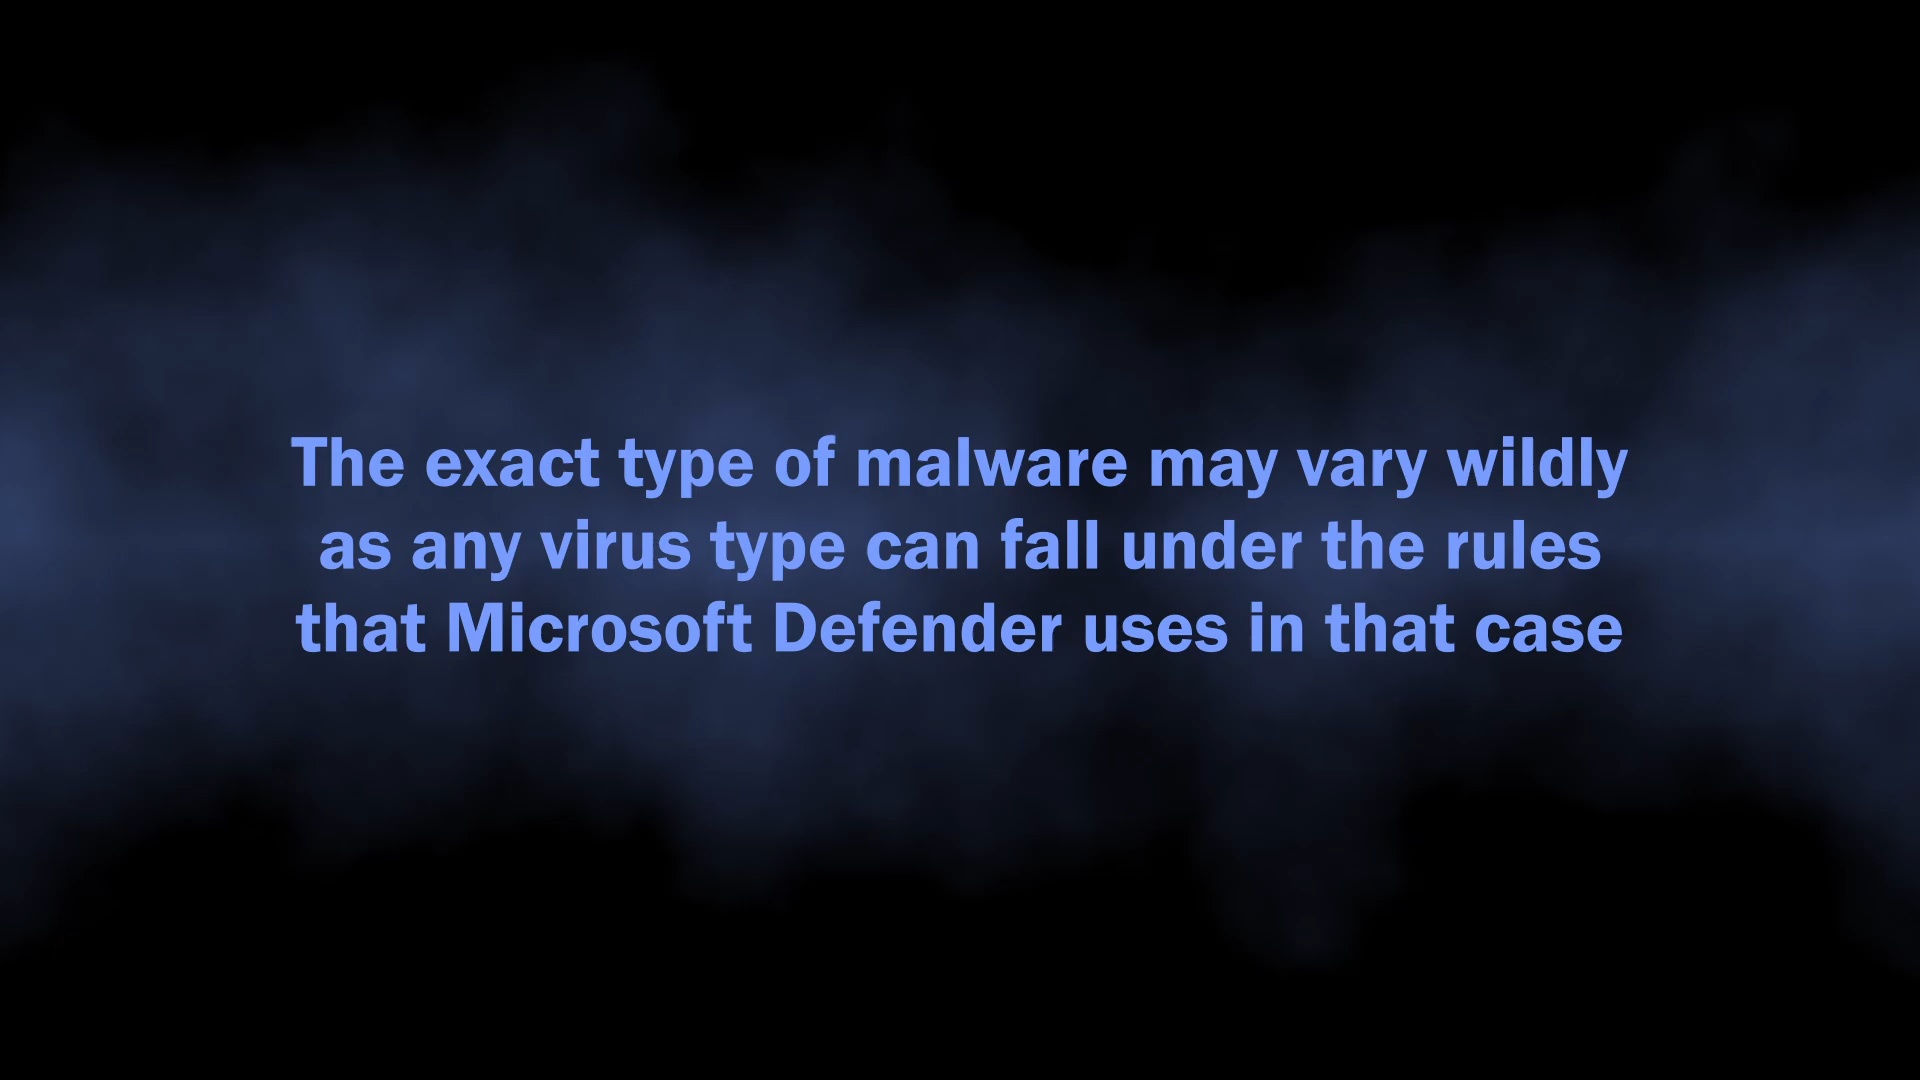 The exact type of malware may vary wildly
as any virus type can fall under the rules
that Microsoft Defender uses in that case